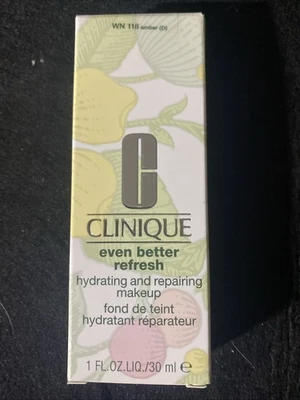 WN 118 amber (D)
C
CLINIQUE
even better
refresh
hydrating and repairing
makeup
fond de teint
hydratant réparateur
1 FL.OZ.LIQ./30 ml ℮